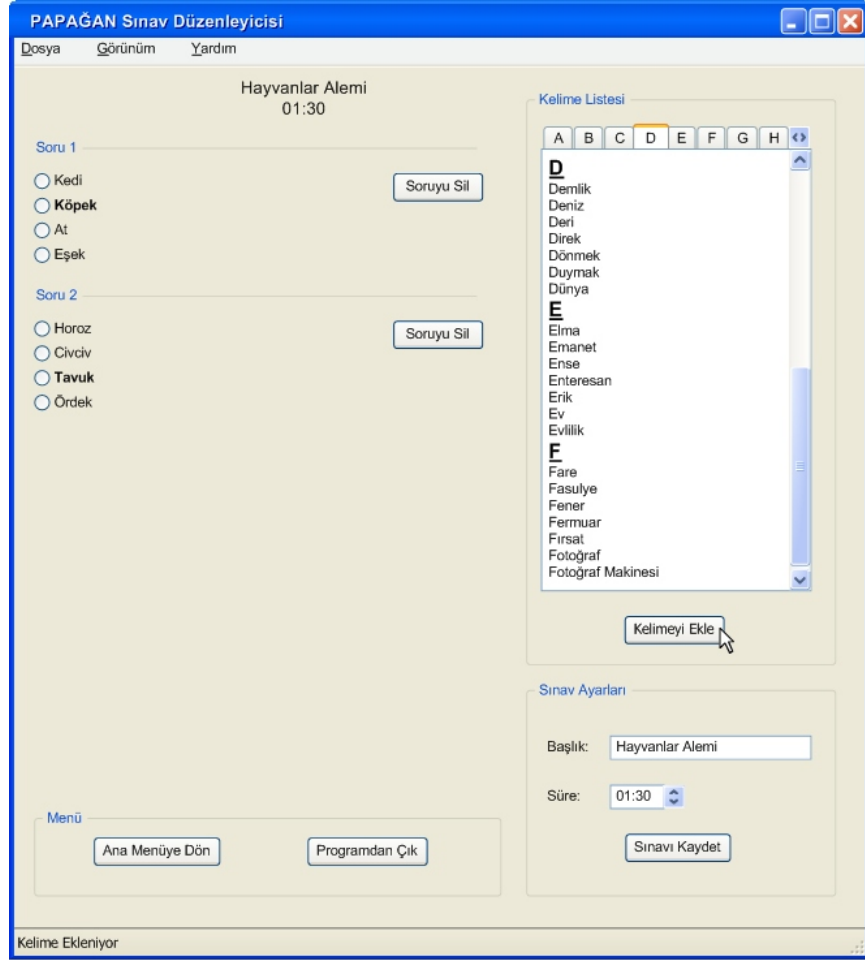 PAPAĞAN Sınav Düzenleyicisi
Dosya Görünüm Yardım
Hayvanlar Alemi
01:30
Soru 1
Kedi
Köpek
At
Eşek
Soruyu Sil
Soru 2
Horoz
Civciv
Tavuk
Ördek
Soruyu Sil
Menü
Ana Menüye Dön
Programdan Çık
Kelime Listesi
A B C D E F G H
D
Demlik
Deniz
Deri
Direk
Dönmek
Duymak
Dünya
E
Elma
Emanet
Ense
Enteresan
Erik
Ev
Evlilik
F
Fare
Fasulye
Fener
Fermuar
Fırsat
Fotoğraf
Fotoğraf Makinesi
Kelimeyi Ekle
Sınav Ayarları
Başlık: Hayvanlar Alemi
Süre: 01:30
Sınavı Kaydet
Kelime Ekleniyor